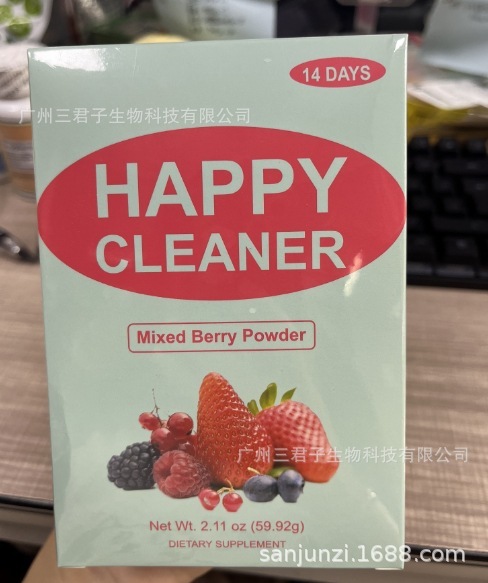 14 DAYS
广州三君子生物科技有限公司
HAPPY
CLEANER
Mixed Berry Powder
广州三君子生物科技有限公司
Net Wt. 2.11 oz (59.92g)
DIETARY SUPPLEMENT
sanjunzi.1688.com